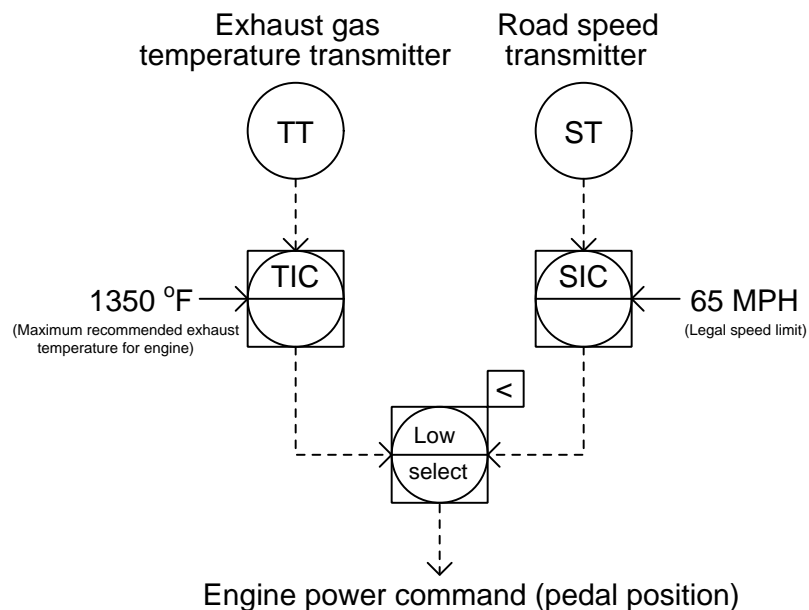 Exhaust gas
temperature transmitter
Road speed
transmitter
TT
ST
TIC
SIC
1350 °F
(Maximum recommended exhaust
temperature for engine)
65 MPH
(Legal speed limit)
<
Low
select
Engine power command (pedal position)